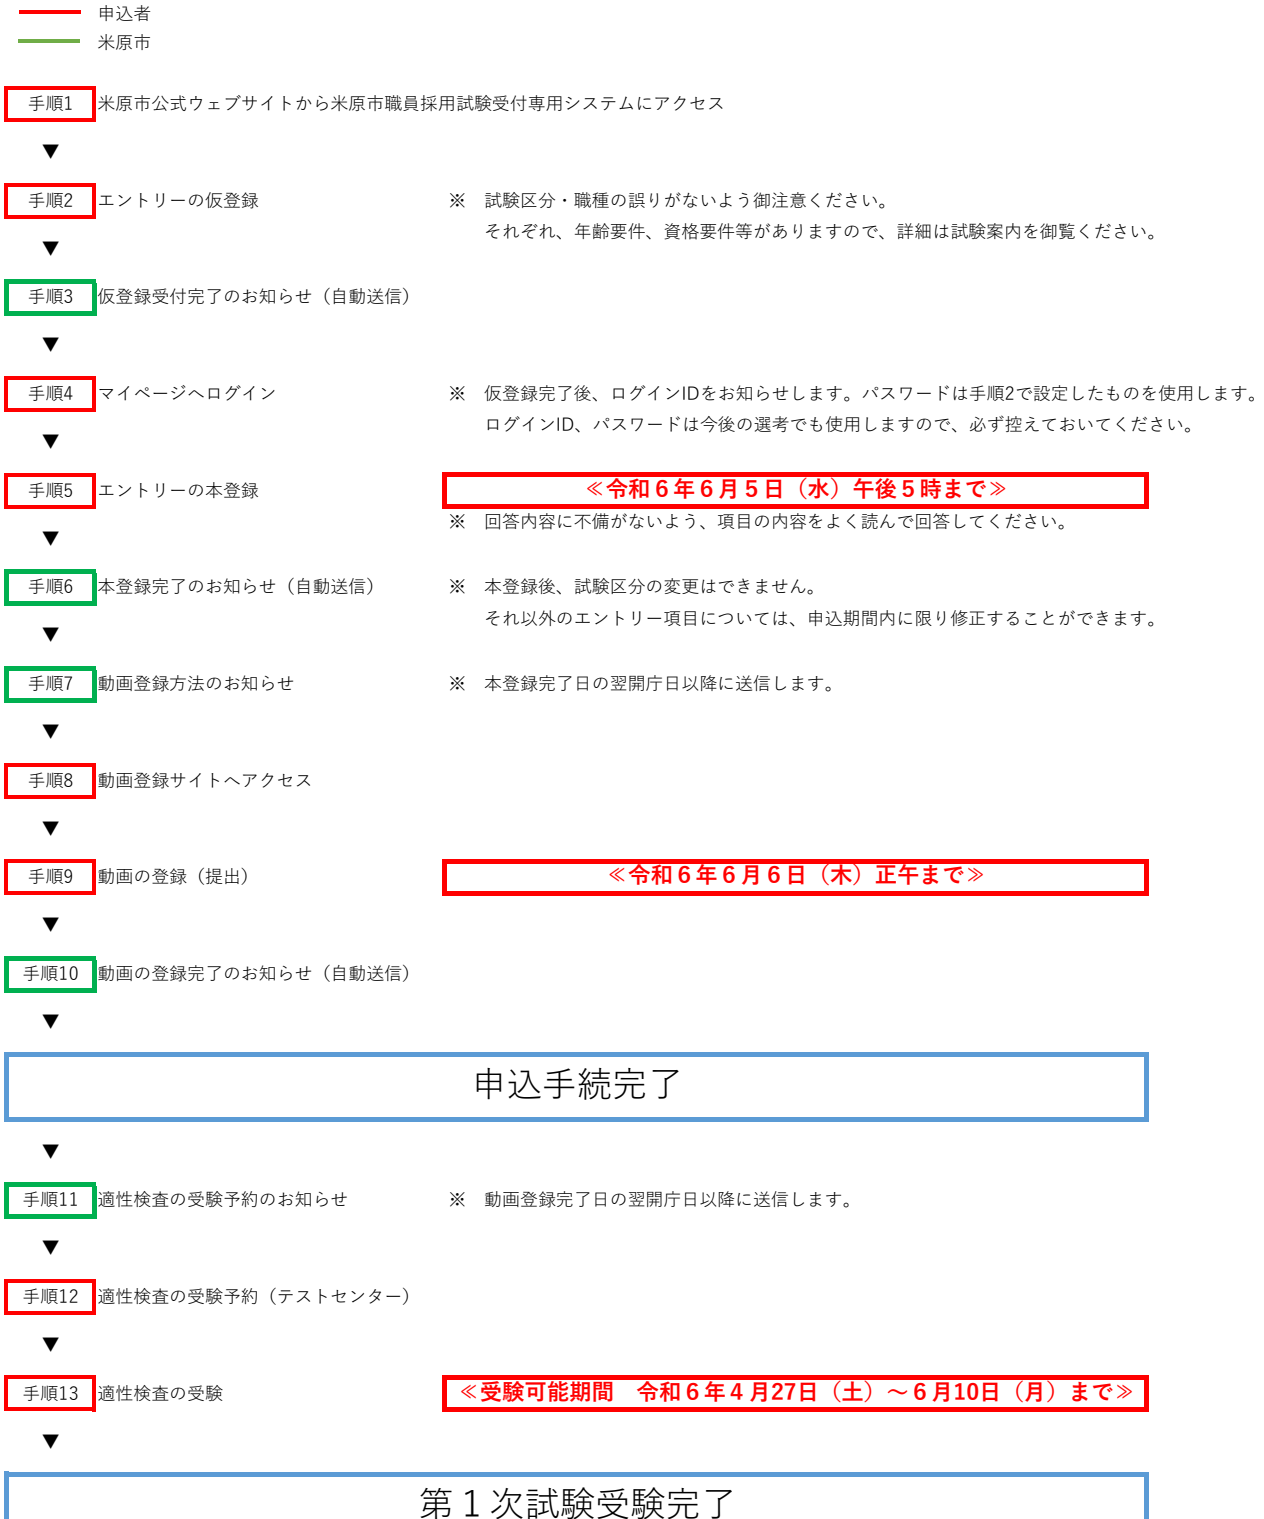 申込者
米原市
手順1 米原市公式ウェブサイトから米原市職員採用試験受付専用システムにアクセス
▼
手順2 エントリーの仮登録 ※ 試験区分・職種の誤りがないよう御注意ください。
それぞれ、年齢要件、資格要件等がありますので、詳細は試験案内を御覧ください。
▼
手順3 仮登録受付完了のお知らせ（自動送信）
▼
手順4 マイページへログイン ※ 仮登録完了後、ログインIDをお知らせします。パスワードは手順2で設定したものを使用します。
ログインID、パスワードは今後の選考でも使用しますので、必ず控えておいてください。
▼
手順5 エントリーの本登録 ≪令和６年６月５日（水）午後５時まで≫
※ 回答内容に不備がないよう、項目の内容をよく読んで回答してください。
▼
手順6 本登録完了のお知らせ（自動送信） ※ 本登録後、試験区分の変更はできません。
それ以外のエントリー項目については、申込期間内に限り修正することができます。
▼
手順7 動画登録方法のお知らせ ※ 本登録完了日の翌開庁日以降に送信します。
▼
手順8 動画登録サイトへアクセス
▼
手順9 動画の登録（提出） ≪令和６年６月６日（木）正午まで≫
▼
手順10 動画の登録完了のお知らせ（自動送信）
▼
申込手続完了
▼
手順11 適性検査の受験予約のお知らせ ※ 動画登録完了日の翌開庁日以降に送信します。
▼
手順12 適性検査の受験予約（テストセンター）
▼
手順13 適性検査の受験 ≪受験可能期間　令和６年４月27日（土）～６月10日（月）まで≫
▼
第１次試験受験完了